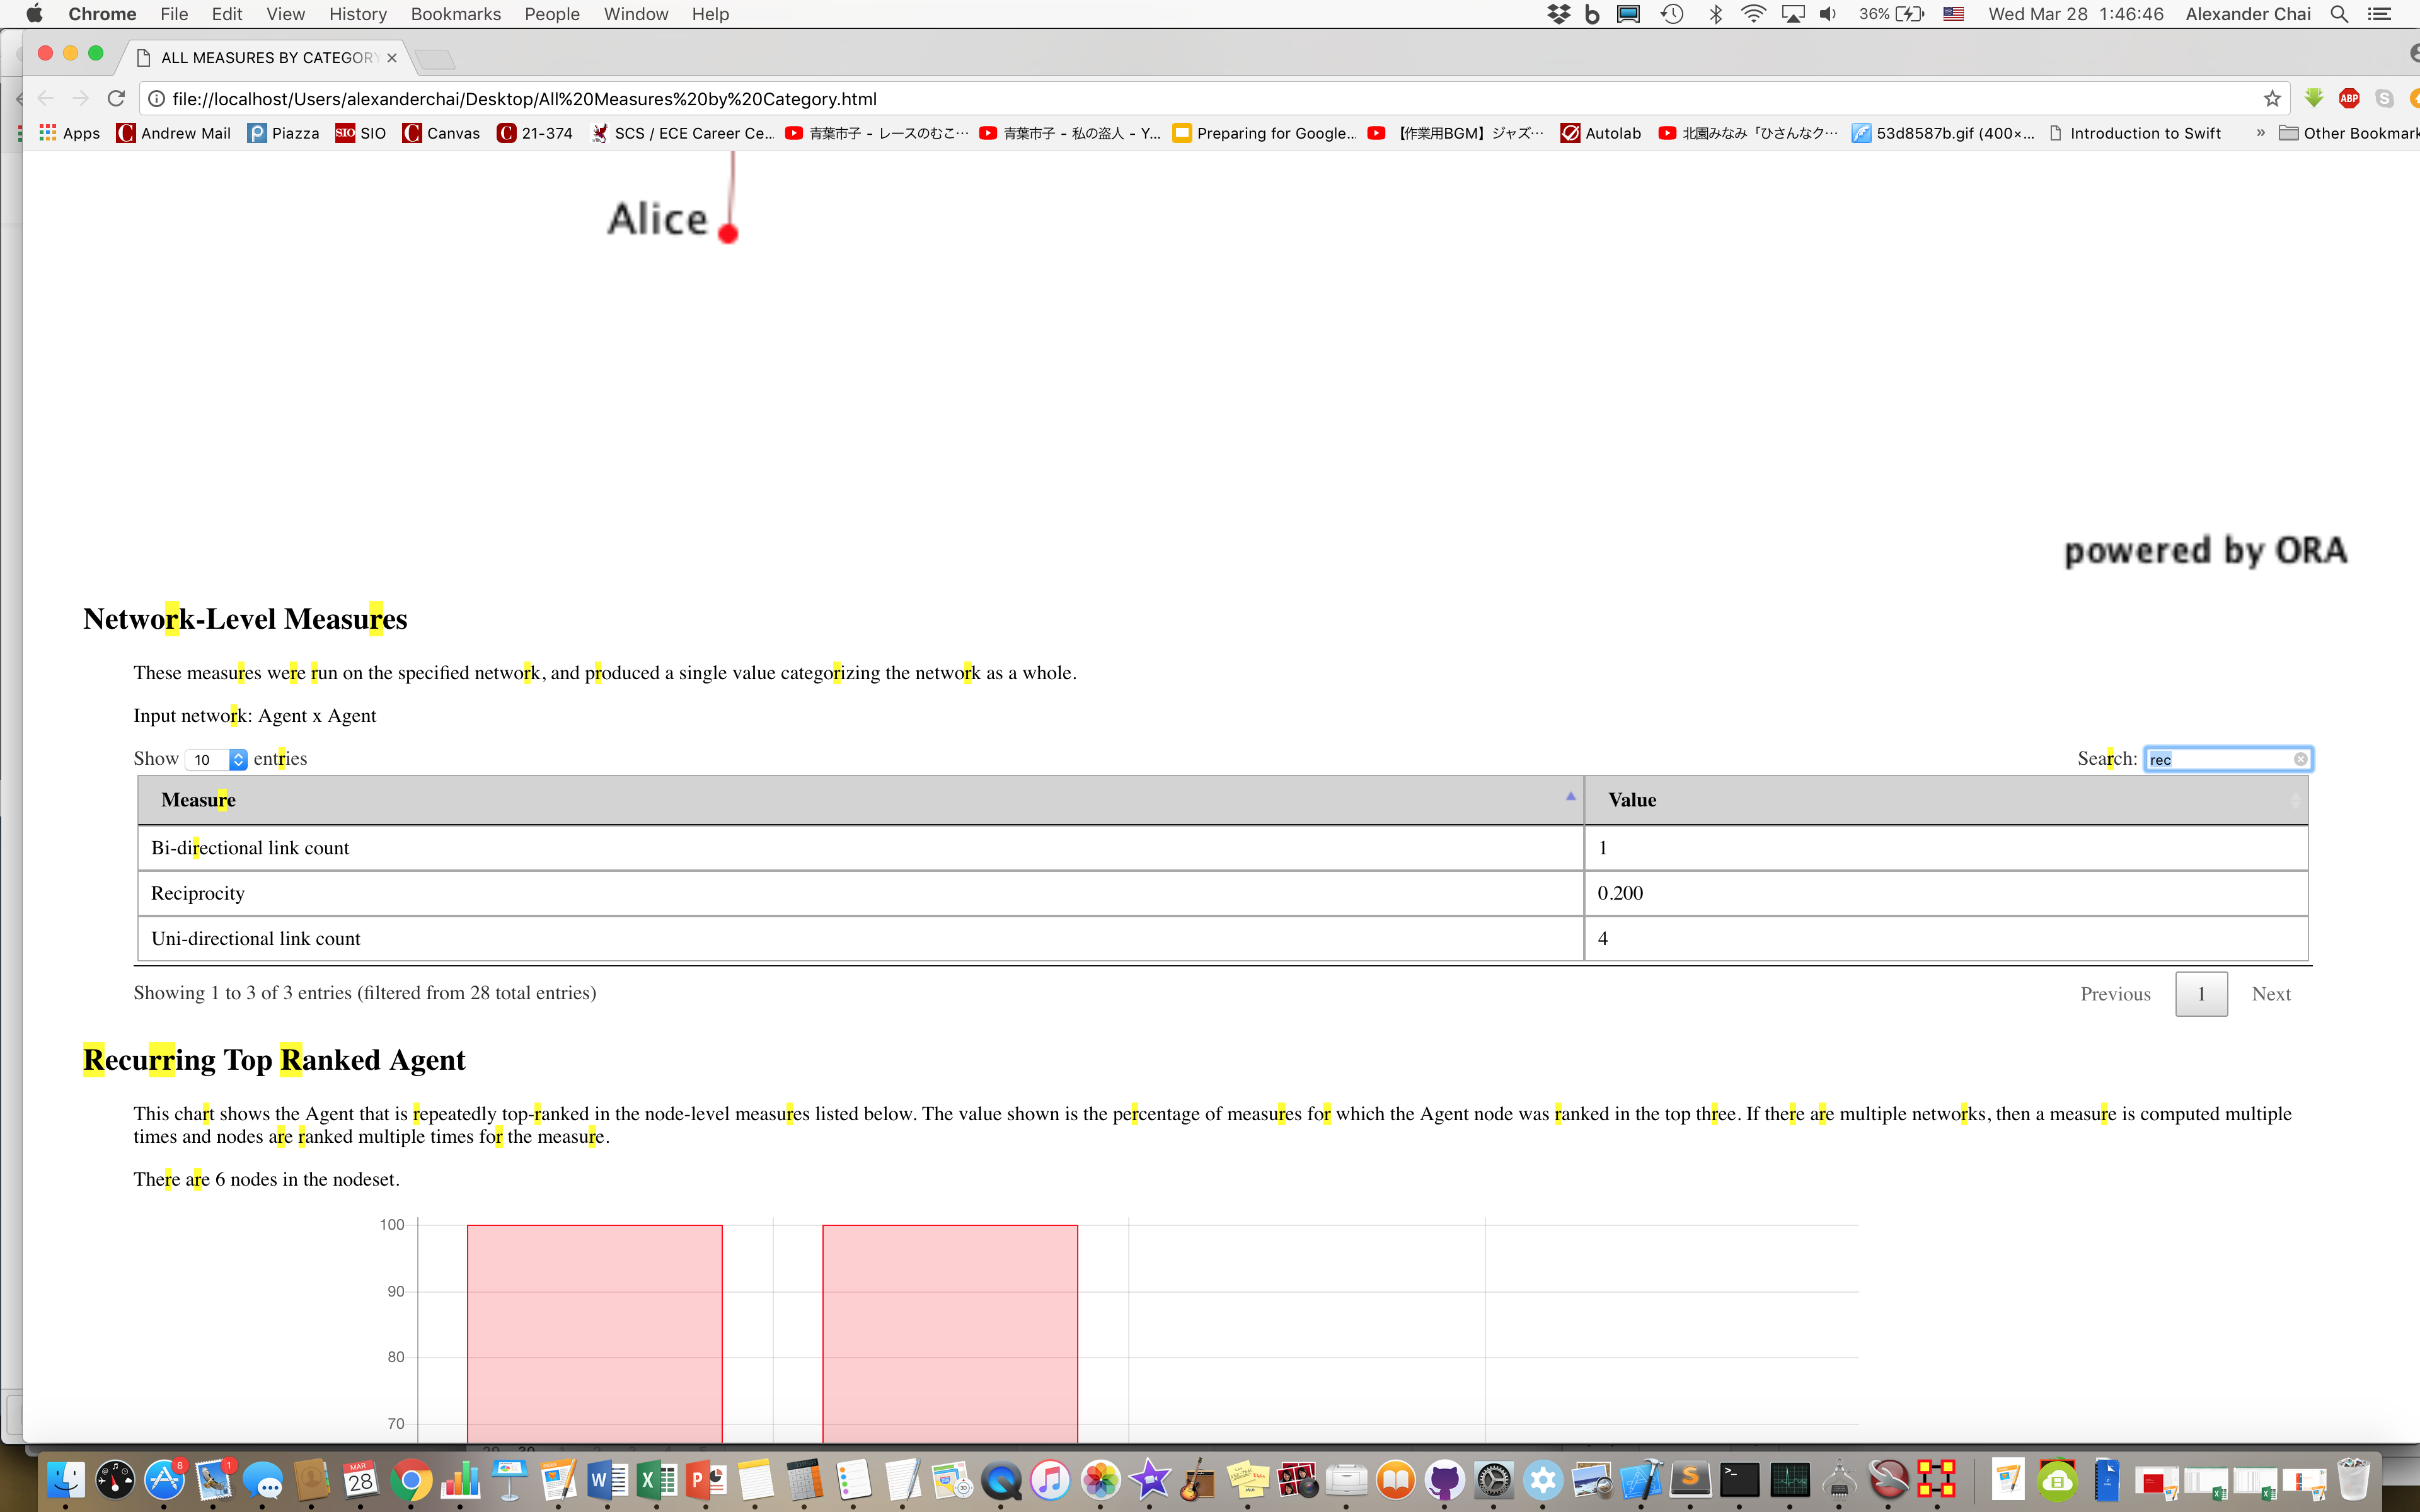 Chrome File Edit View History Bookmarks People Window Help 36% Wed Mar 28 1:46:46 Alexander Chai
ALL MEASURES BY CATEGORY
file://localhost/Users/alexanderchai/Desktop/All%20Measures%20by%20Category.html ABP
Apps Andrew Mail Piazza SIO SIO Canvas 21-374 SCS / ECE Career Ce... 青葉市子 - レースのむこ… 青葉市子 - 私の盗人 - Y... Preparing for Google... 【作業用BGM】ジャズ… Autolab 北園みなみ「ひさんなク… 53d8587b.gif (400×... Introduction to Swift » Other Bookmark
Alice
powered by ORA
Network-Level Measures
These measures were run on the specified network, and produced a single value categorizing the network as a whole.
Input network: Agent x Agent
Show 10 entries Search: rec
Measure Value
Bi-directional link count 1
Reciprocity 0.200
Uni-directional link count 4
Showing 1 to 3 of 3 entries (filtered from 28 total entries) Previous 1 Next
Recurring Top Ranked Agent
This chart shows the Agent that is repeatedly top-ranked in the node-level measures listed below. The value shown is the percentage of measures for which the Agent node was ranked in the top three. If there are multiple networks, then a measure is computed multiple
times and nodes are ranked multiple times for the measure.
There are 6 nodes in the nodeset.
100
90
80
70
8 1 MAR 28